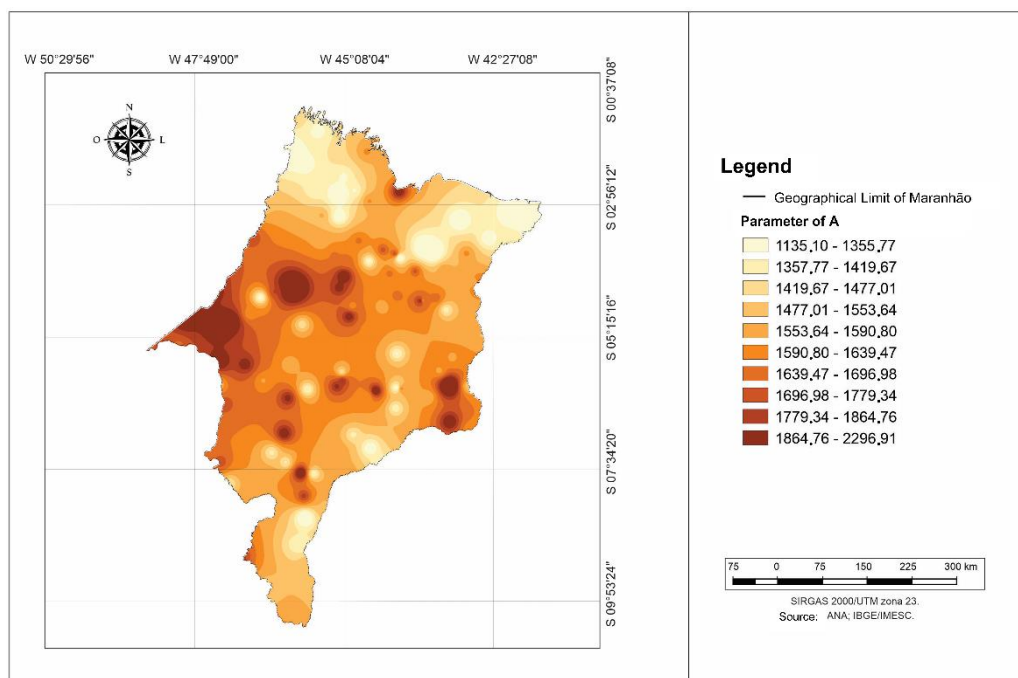 W 50°29'56" W 47°49'00" W 45°08'04" W 42°27'08"
S 00°37'08"
N
O L
S
S 02°56'12"
S 05°15'16"
S 07°34'20"
S 09°53'24"
Legend
Geographical Limit of Maranhão
Parameter of A
1135,10 - 1355,77
1357,77 - 1419,67
1419,67 - 1477,01
1477,01 - 1553,64
1553,64 - 1590,80
1590,80 - 1639,47
1639,47 - 1696,98
1696,98 - 1779,34
1779,34 - 1864,76
1864,76 - 2296,91
75 0 75 150 225 300 km
SIRGAS 2000/UTM zona 23.
Source: ANA; IBGE/IMESC.